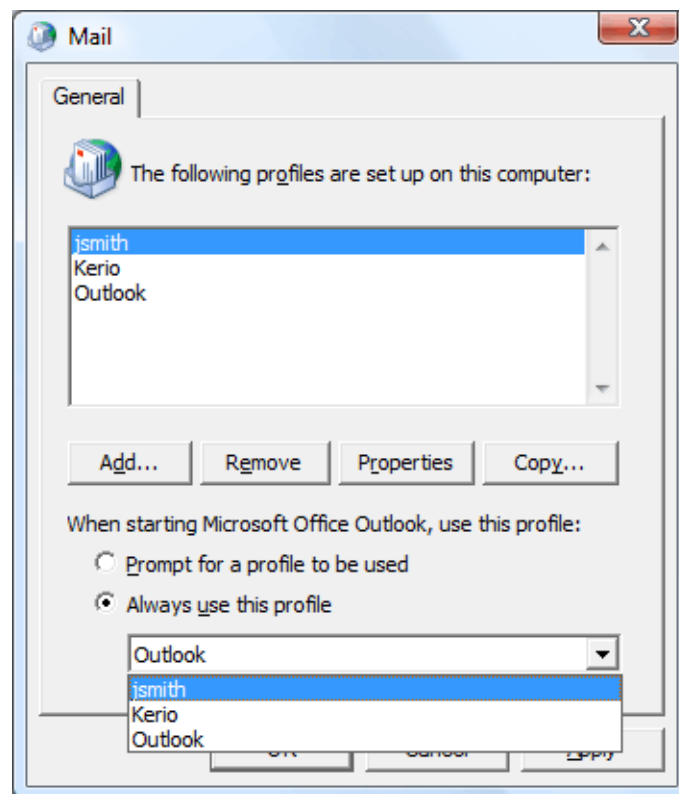 Mail
General
The following profiles are set up on this computer:
jsmith
Kerio
Outlook
Add... Remove Properties Copy...
When starting Microsoft Office Outlook, use this profile:
Prompt for a profile to be used
Always use this profile
Outlook
jsmith
Kerio
Outlook